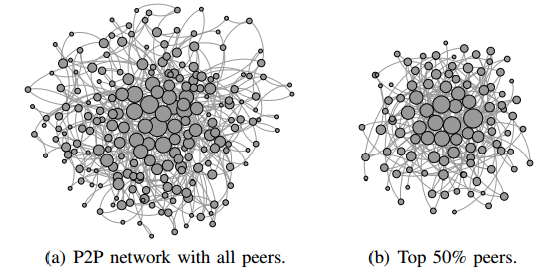 (a) P2P network with all peers.
(b) Top 50% peers.